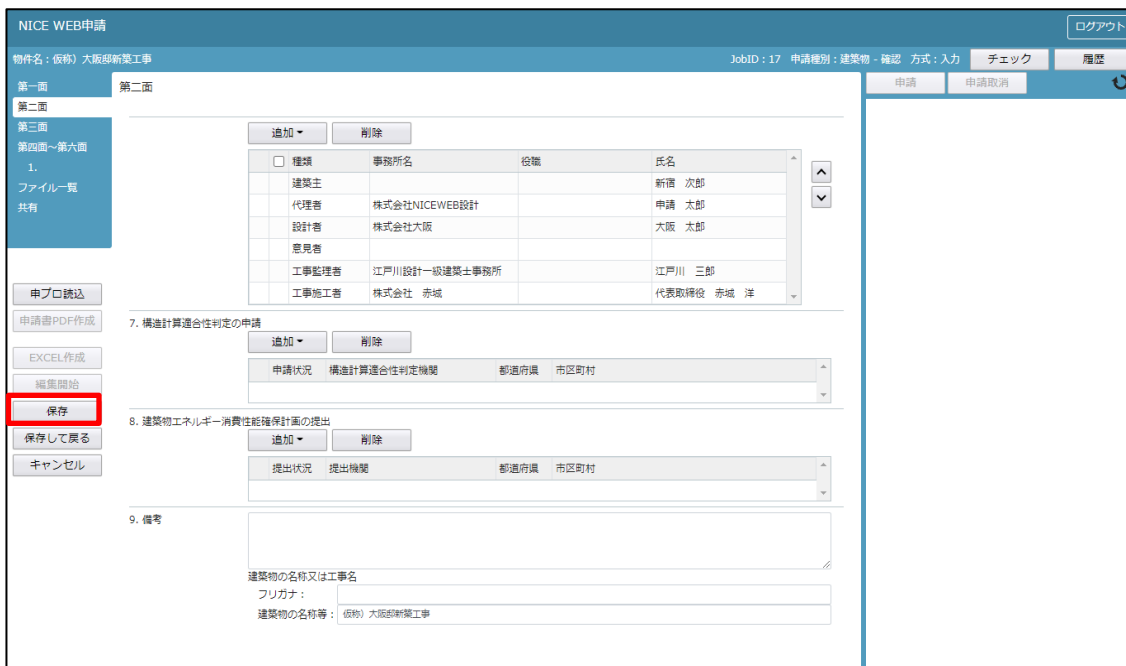 NICE WEB申請
ログアウト
物件名：仮称）大阪邸新築工事
JobID：17 申請種別：建築物 - 確認 方式：入力
チェック
履歴
第一面
第二面
第三面
第四面～第六面
1.
ファイル一覧
共有
申プロ読込
申請書PDF作成
EXCEL作成
編集開始
保存
保存して戻る
キャンセル
第二面
追加 削除
種類 事務所名 役職 氏名
建築主 新宿 次郎
代理者 株式会社NICEWEB設計 申請 太郎
設計者 株式会社大阪 大阪 太郎
意見者
工事監理者 江戸川設計一級建築士事務所 江戸川 三郎
工事施工者 株式会社 赤城 代表取締役 赤城 洋
7. 構造計算適合性判定の申請
追加 削除
申請状況 構造計算適合性判定機関 都道府県 市区町村
8. 建築物エネルギー消費性能確保計画の提出
追加 削除
提出状況 提出機関 都道府県 市区町村
9. 備考
建築物の名称又は工事名
フリガナ：
建築物の名称等： 仮称）大阪邸新築工事
申請 申請取消